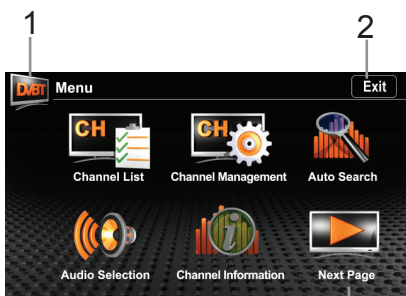 1 2
DVBT Menu Exit
CH CH
Channel List Channel Management Auto Search
Audio Selection Channel Information Next Page